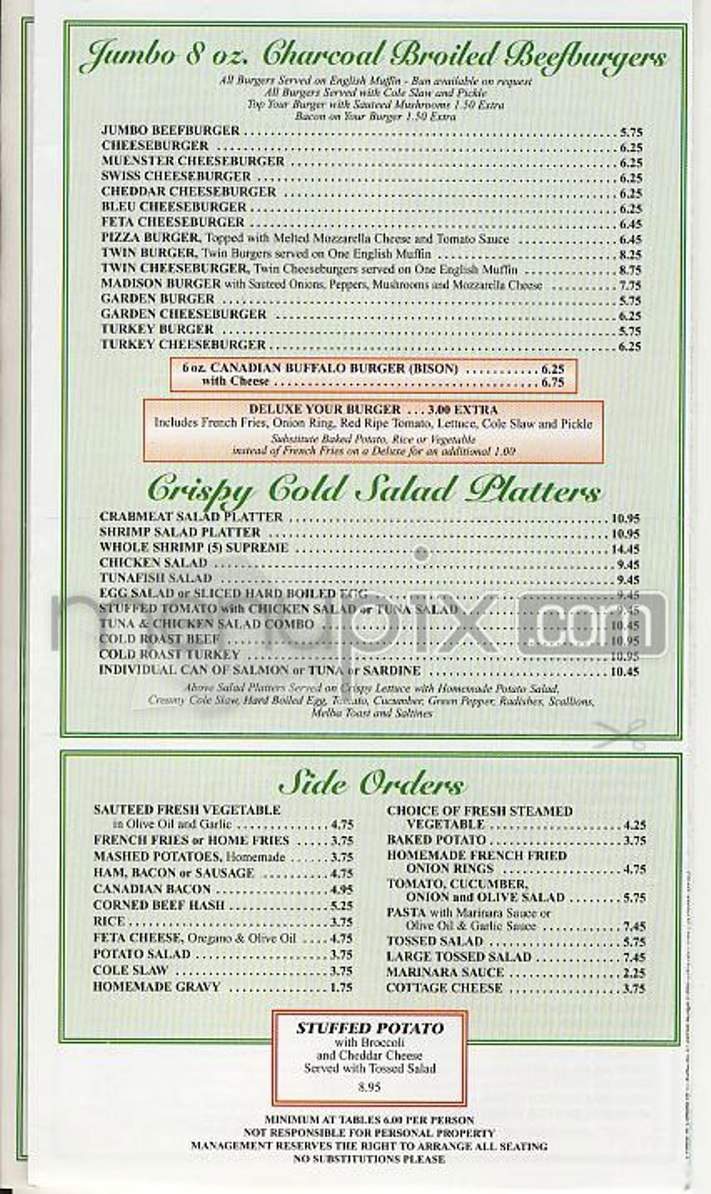 Jumbo 8 oz. Charcoal Broiled Beefburgers
All Burgers Served on English Muffin - Bun available on request
All Burgers Served with Cole Slaw and Pickle
Top Your Burger with Sauteed Mushrooms 1.50 Extra
Bacon on Your Burger 1.50 Extra
JUMBO BEEFBURGER 5.75
CHEESEBURGER 6.25
MUENSTER CHEESEBURGER 6.25
SWISS CHEESEBURGER 6.25
CHEDDAR CHEESEBURGER 6.25
BLEU CHEESEBURGER 6.25
FETA CHEESEBURGER 6.45
PIZZA BURGER, Topped with Melted Mozzarella Cheese and Tomato Sauce 6.45
TWIN BURGER, Twin Burgers served on One English Muffin 8.25
TWIN CHEESEBURGER, Twin Cheeseburgers served on One English Muffin 8.75
MADISON BURGER with Sauteed Onions, Peppers, Mushrooms and Mozzarella Cheese 7.75
GARDEN BURGER 5.75
GARDEN CHEESEBURGER 6.25
TURKEY BURGER 5.75
TURKEY CHEESEBURGER 6.25
6 oz. CANADIAN BUFFALO BURGER (BISON) 6.25
with Cheese 6.75
DELUXE YOUR BURGER ... 3.00 EXTRA
Includes French Fries, Onion Ring, Red Ripe Tomato, Lettuce, Cole Slaw and Pickle
Substitute Baked Potato, Rice or Vegetable
instead of French Fries on a Deluxe for an additional 1.00
Crispy Cold Salad Platters
CRABMEAT SALAD PLATTER 10.95
SHRIMP SALAD PLATTER 10.95
WHOLE SHRIMP (5) SUPREME 14.45
CHICKEN SALAD 9.45
TUNAFISH SALAD 9.45
EGG SALAD or SLICED HARD BOILED EGG 9.45
STUFFED TOMATO with CHICKEN SALAD or TUNA SALAD 9.45
TUNA & CHICKEN SALAD COMBO 10.45
COLD ROAST BEEF 10.95
COLD ROAST TURKEY 10.95
INDIVIDUAL CAN OF SALMON or TUNA or SARDINE 10.45
Above Salad Platters Served on Crispy Lettuce with Homemade Potato Salad,
Creamy Cole Slaw, Hard Boiled Egg, Tomato, Cucumber, Green Pepper, Radishes, Scallions,
Melba Toast and Saltines
Side Orders
SAUTEED FRESH VEGETABLE
in Olive Oil and Garlic 4.75
FRENCH FRIES or HOME FRIES 3.75
MASHED POTATOES, Homemade 3.75
HAM, BACON or SAUSAGE 4.75
CANADIAN BACON 4.95
CORNED BEEF HASH 5.25
RICE 3.75
FETA CHEESE, Oregano & Olive Oil 4.75
POTATO SALAD 3.75
COLE SLAW 3.75
HOMEMADE GRAVY 1.75
CHOICE OF FRESH STEAMED
VEGETABLE 4.25
BAKED POTATO 3.75
HOMEMADE FRENCH FRIED
ONION RINGS 4.75
TOMATO, CUCUMBER,
ONION and OLIVE SALAD 5.75
PASTA with Marinara Sauce or
Olive Oil & Garlic Sauce 7.45
TOSSED SALAD 5.75
LARGE TOSSED SALAD 7.45
MARINARA SAUCE 2.25
COTTAGE CHEESE 3.75
STUFFED POTATO
with Broccoli
and Cheddar Cheese
Served with Tossed Salad
8.95
MINIMUM AT TABLES 6.00 PER PERSON
NOT RESPONSIBLE FOR PERSONAL PROPERTY
MANAGEMENT RESERVES THE RIGHT TO ARRANGE ALL SEATING
NO SUBSTITUTIONS PLEASE